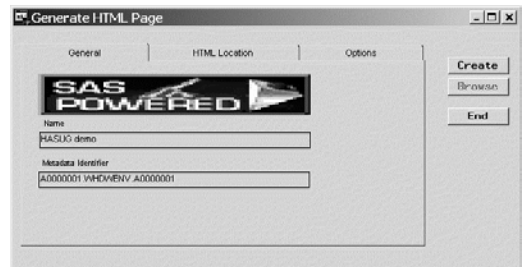 Generate HTML Page
General
HTML Location
Options
Create
Browse
End
SAS
POWERED
Name
HASUG demo
Metadata Identifier
A0000001.WHDWENV.A0000001